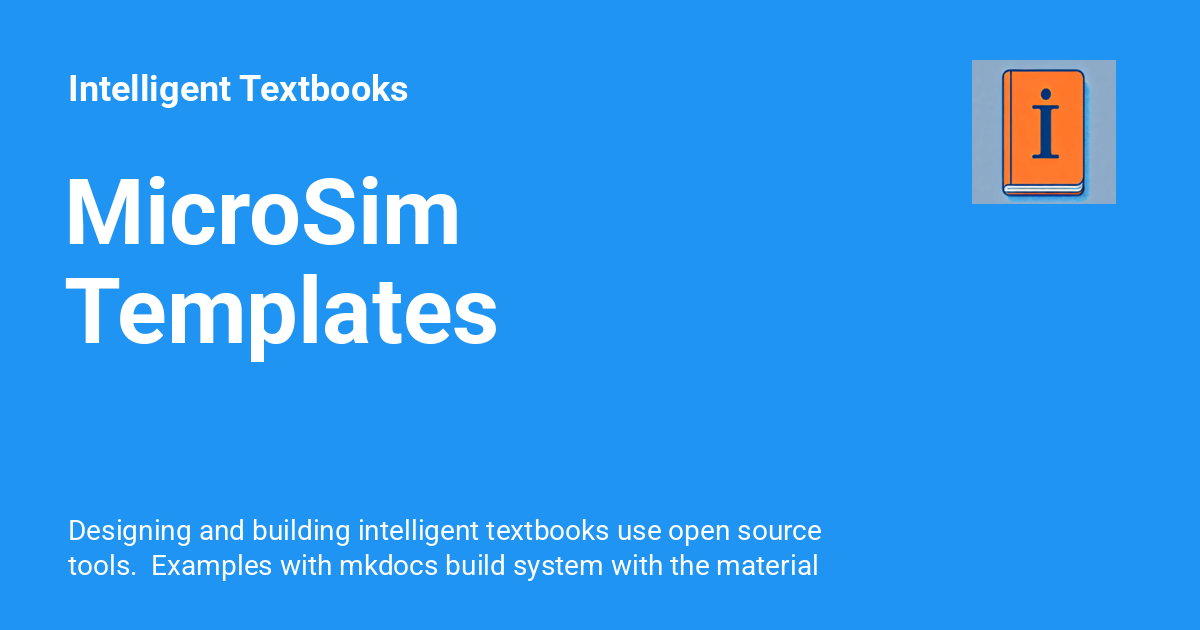 Intelligent Textbooks
i
MicroSim
Templates
Designing and building intelligent textbooks use open source
tools.  Examples with mkdocs build system with the material